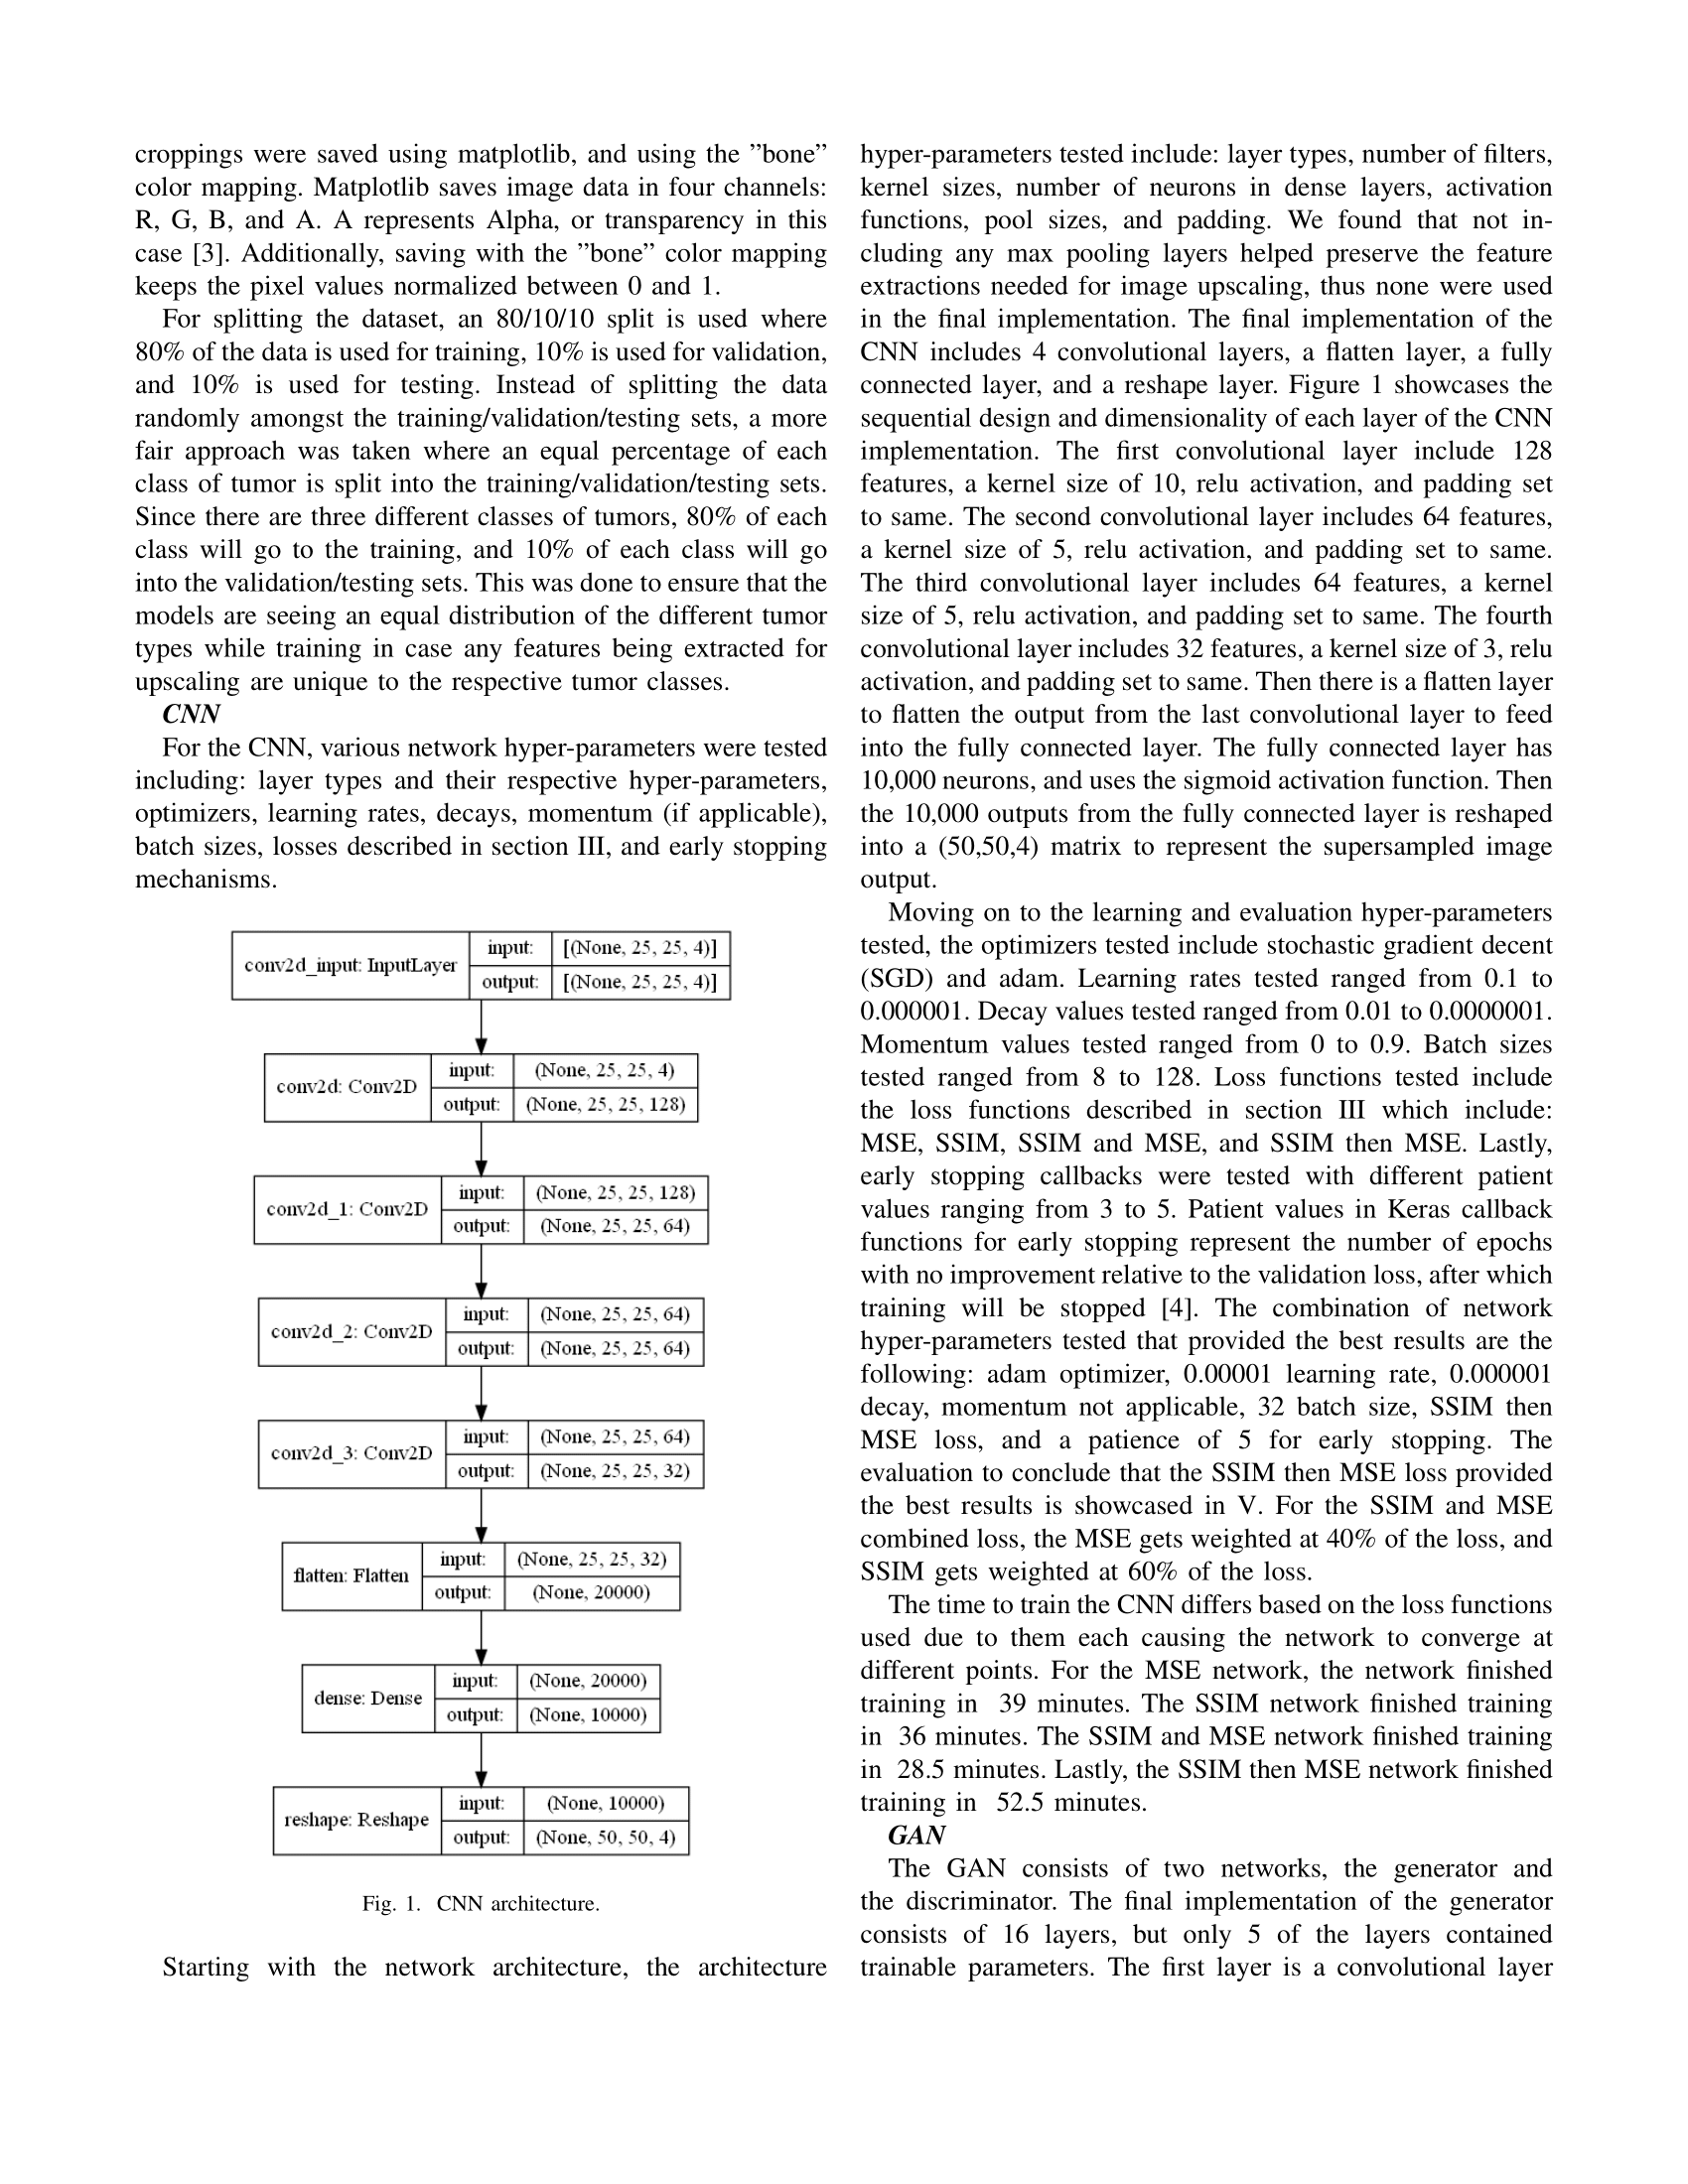 croppings were saved using matplotlib, and using the ”bone”
color mapping. Matplotlib saves image data in four channels:
R, G, B, and A. A represents Alpha, or transparency in this
case [3]. Additionally, saving with the ”bone” color mapping
keeps the pixel values normalized between 0 and 1.
For splitting the dataset, an 80/10/10 split is used where
80% of the data is used for training, 10% is used for validation,
and 10% is used for testing. Instead of splitting the data
randomly amongst the training/validation/testing sets, a more
fair approach was taken where an equal percentage of each
class of tumor is split into the training/validation/testing sets.
Since there are three different classes of tumors, 80% of each
class will go to the training, and 10% of each class will go
into the validation/testing sets. This was done to ensure that the
models are seeing an equal distribution of the different tumor
types while training in case any features being extracted for
upscaling are unique to the respective tumor classes.
CNN
For the CNN, various network hyper-parameters were tested
including: layer types and their respective hyper-parameters,
optimizers, learning rates, decays, momentum (if applicable),
batch sizes, losses described in section III, and early stopping
mechanisms.
conv2d_input: InputLayer
input: [(None, 25, 25, 4)]
output: [(None, 25, 25, 4)]
conv2d: Conv2D
input: (None, 25, 25, 4)
output: (None, 25, 25, 128)
conv2d_1: Conv2D
input: (None, 25, 25, 128)
output: (None, 25, 25, 64)
conv2d_2: Conv2D
input: (None, 25, 25, 64)
output: (None, 25, 25, 64)
conv2d_3: Conv2D
input: (None, 25, 25, 64)
output: (None, 25, 25, 32)
flatten: Flatten
input: (None, 25, 25, 32)
output: (None, 20000)
dense: Dense
input: (None, 20000)
output: (None, 10000)
reshape: Reshape
input: (None, 10000)
output: (None, 50, 50, 4)
Fig. 1. CNN architecture.
Starting with the network architecture, the architecture
hyper-parameters tested include: layer types, number of filters,
kernel sizes, number of neurons in dense layers, activation
functions, pool sizes, and padding. We found that not in-
cluding any max pooling layers helped preserve the feature
extractions needed for image upscaling, thus none were used
in the final implementation. The final implementation of the
CNN includes 4 convolutional layers, a flatten layer, a fully
connected layer, and a reshape layer. Figure 1 showcases the
sequential design and dimensionality of each layer of the CNN
implementation. The first convolutional layer include 128
features, a kernel size of 10, relu activation, and padding set
to same. The second convolutional layer includes 64 features,
a kernel size of 5, relu activation, and padding set to same.
The third convolutional layer includes 64 features, a kernel
size of 5, relu activation, and padding set to same. The fourth
convolutional layer includes 32 features, a kernel size of 3, relu
activation, and padding set to same. Then there is a flatten layer
to flatten the output from the last convolutional layer to feed
into the fully connected layer. The fully connected layer has
10,000 neurons, and uses the sigmoid activation function. Then
the 10,000 outputs from the fully connected layer is reshaped
into a (50,50,4) matrix to represent the supersampled image
output.
Moving on to the learning and evaluation hyper-parameters
tested, the optimizers tested include stochastic gradient decent
(SGD) and adam. Learning rates tested ranged from 0.1 to
0.000001. Decay values tested ranged from 0.01 to 0.0000001.
Momentum values tested ranged from 0 to 0.9. Batch sizes
tested ranged from 8 to 128. Loss functions tested include
the loss functions described in section III which include:
MSE, SSIM, SSIM and MSE, and SSIM then MSE. Lastly,
early stopping callbacks were tested with different patient
values ranging from 3 to 5. Patient values in Keras callback
functions for early stopping represent the number of epochs
with no improvement relative to the validation loss, after which
training will be stopped [4]. The combination of network
hyper-parameters tested that provided the best results are the
following: adam optimizer, 0.00001 learning rate, 0.000001
decay, momentum not applicable, 32 batch size, SSIM then
MSE loss, and a patience of 5 for early stopping. The
evaluation to conclude that the SSIM then MSE loss provided
the best results is showcased in V. For the SSIM and MSE
combined loss, the MSE gets weighted at 40% of the loss, and
SSIM gets weighted at 60% of the loss.
The time to train the CNN differs based on the loss functions
used due to them each causing the network to converge at
different points. For the MSE network, the network finished
training in 39 minutes. The SSIM network finished training
in 36 minutes. The SSIM and MSE network finished training
in 28.5 minutes. Lastly, the SSIM then MSE network finished
training in 52.5 minutes.
GAN
The GAN consists of two networks, the generator and
the discriminator. The final implementation of the generator
consists of 16 layers, but only 5 of the layers contained
trainable parameters. The first layer is a convolutional layer